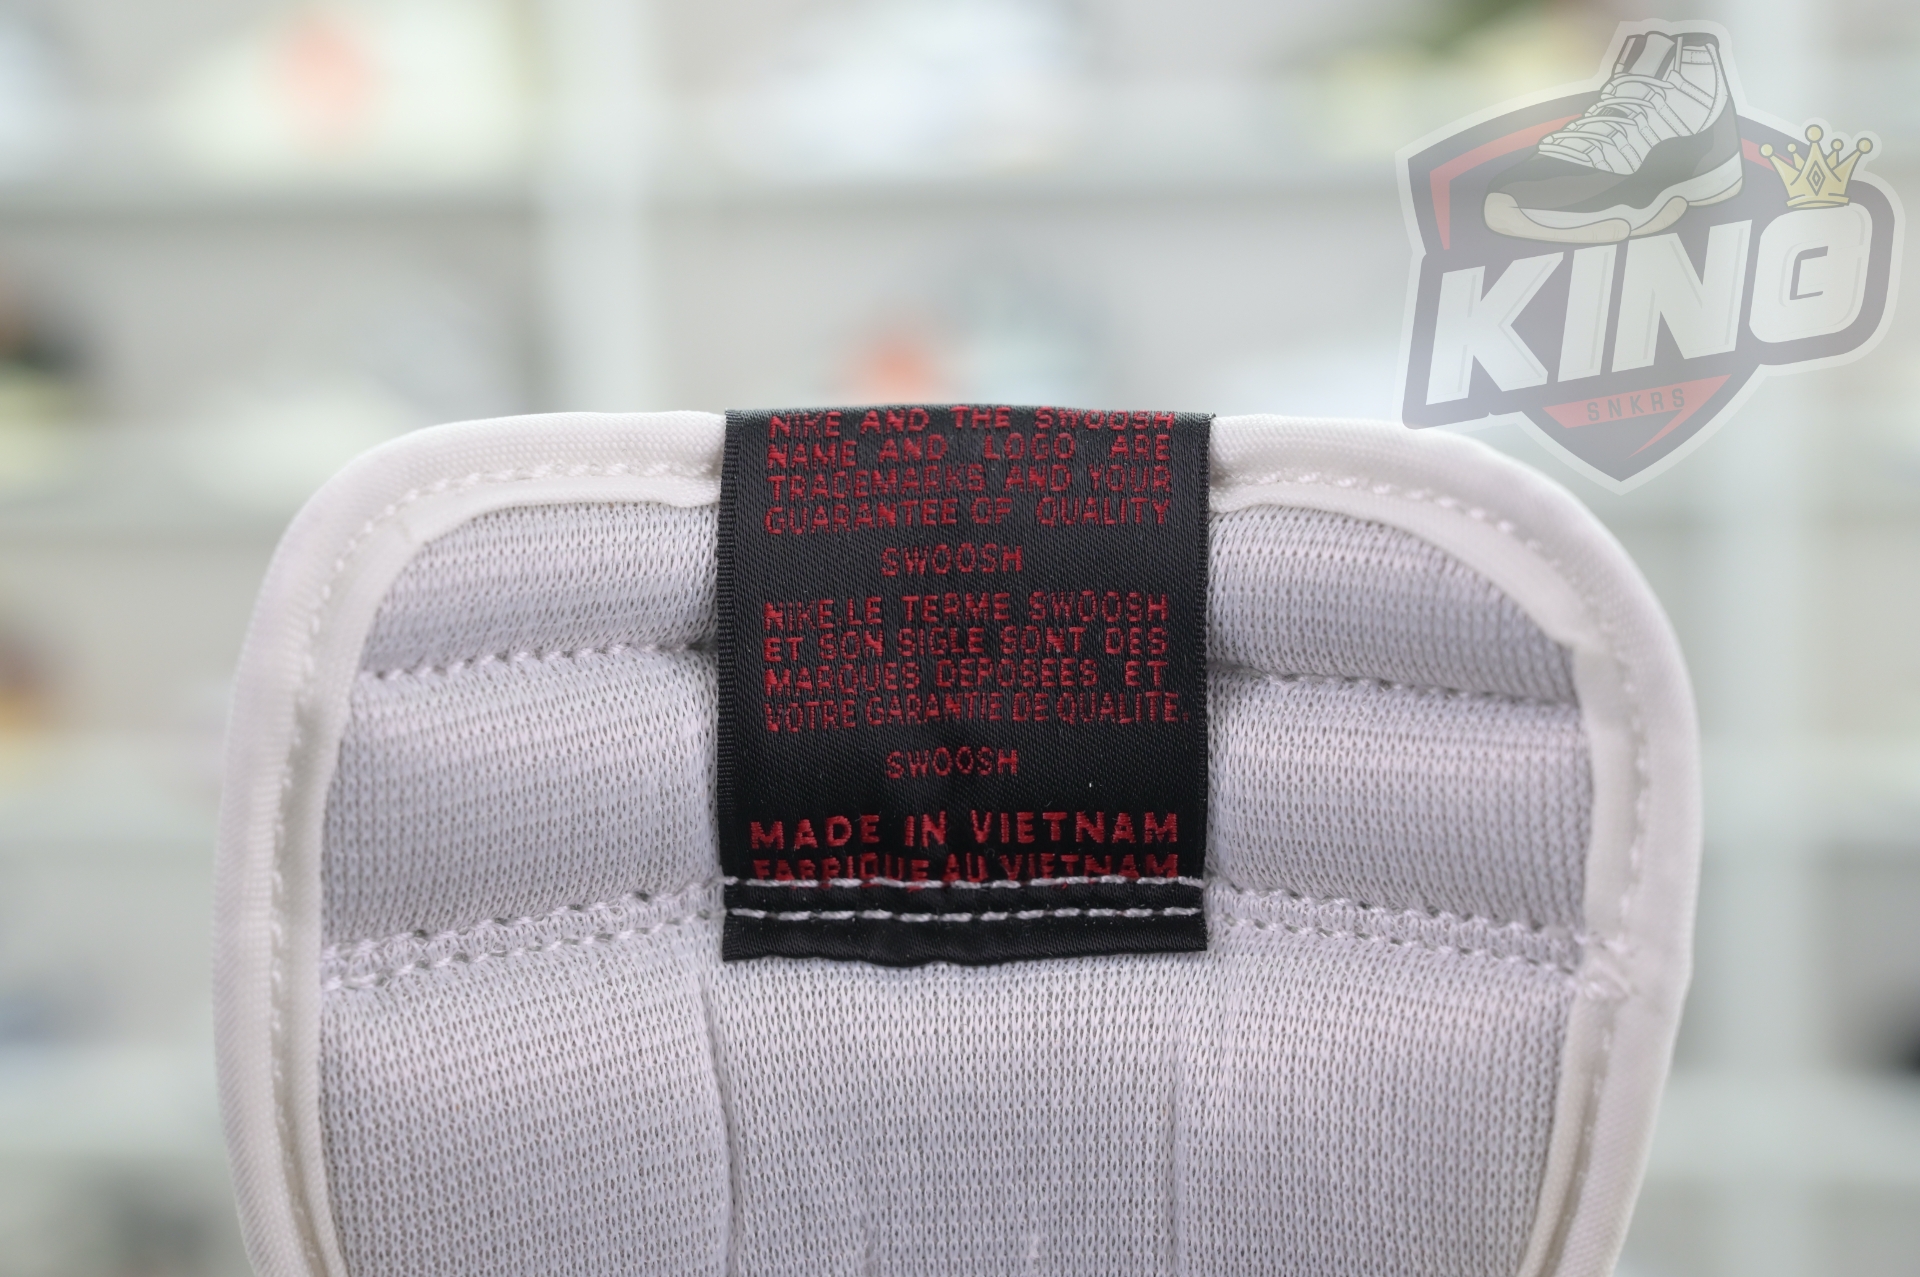 KING
SNKRS
NIKE AND THE SWOOSH
NAME AND LOGO ARE
TRADEMARKS AND YOUR
GUARANTEE OF QUALITY
SWOOSH
NIKE.LE TERME SWOOSH
ET SON SIGLE SONT DES
MARQUES DEPOSEES ET
VOTRE GARANTIE DE QUALITE.
SWOOSH
MADE IN VIETNAM
FABRIQUE AU VIETNAM